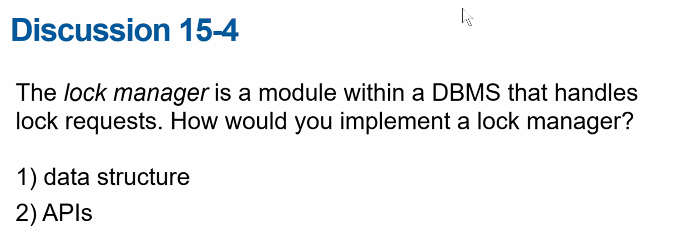 Discussion 15-4
The lock manager is a module within a DBMS that handles
lock requests. How would you implement a lock manager?
1) data structure
2) APIs